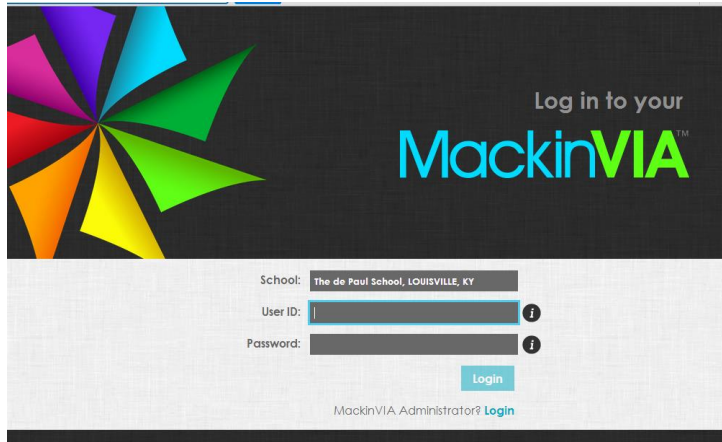 Log in to your
MackinVIA™
School: The de Paul School, LOUISVILLE, KY
User ID: i
Password: i
Login
MackinVIA Administrator? Login